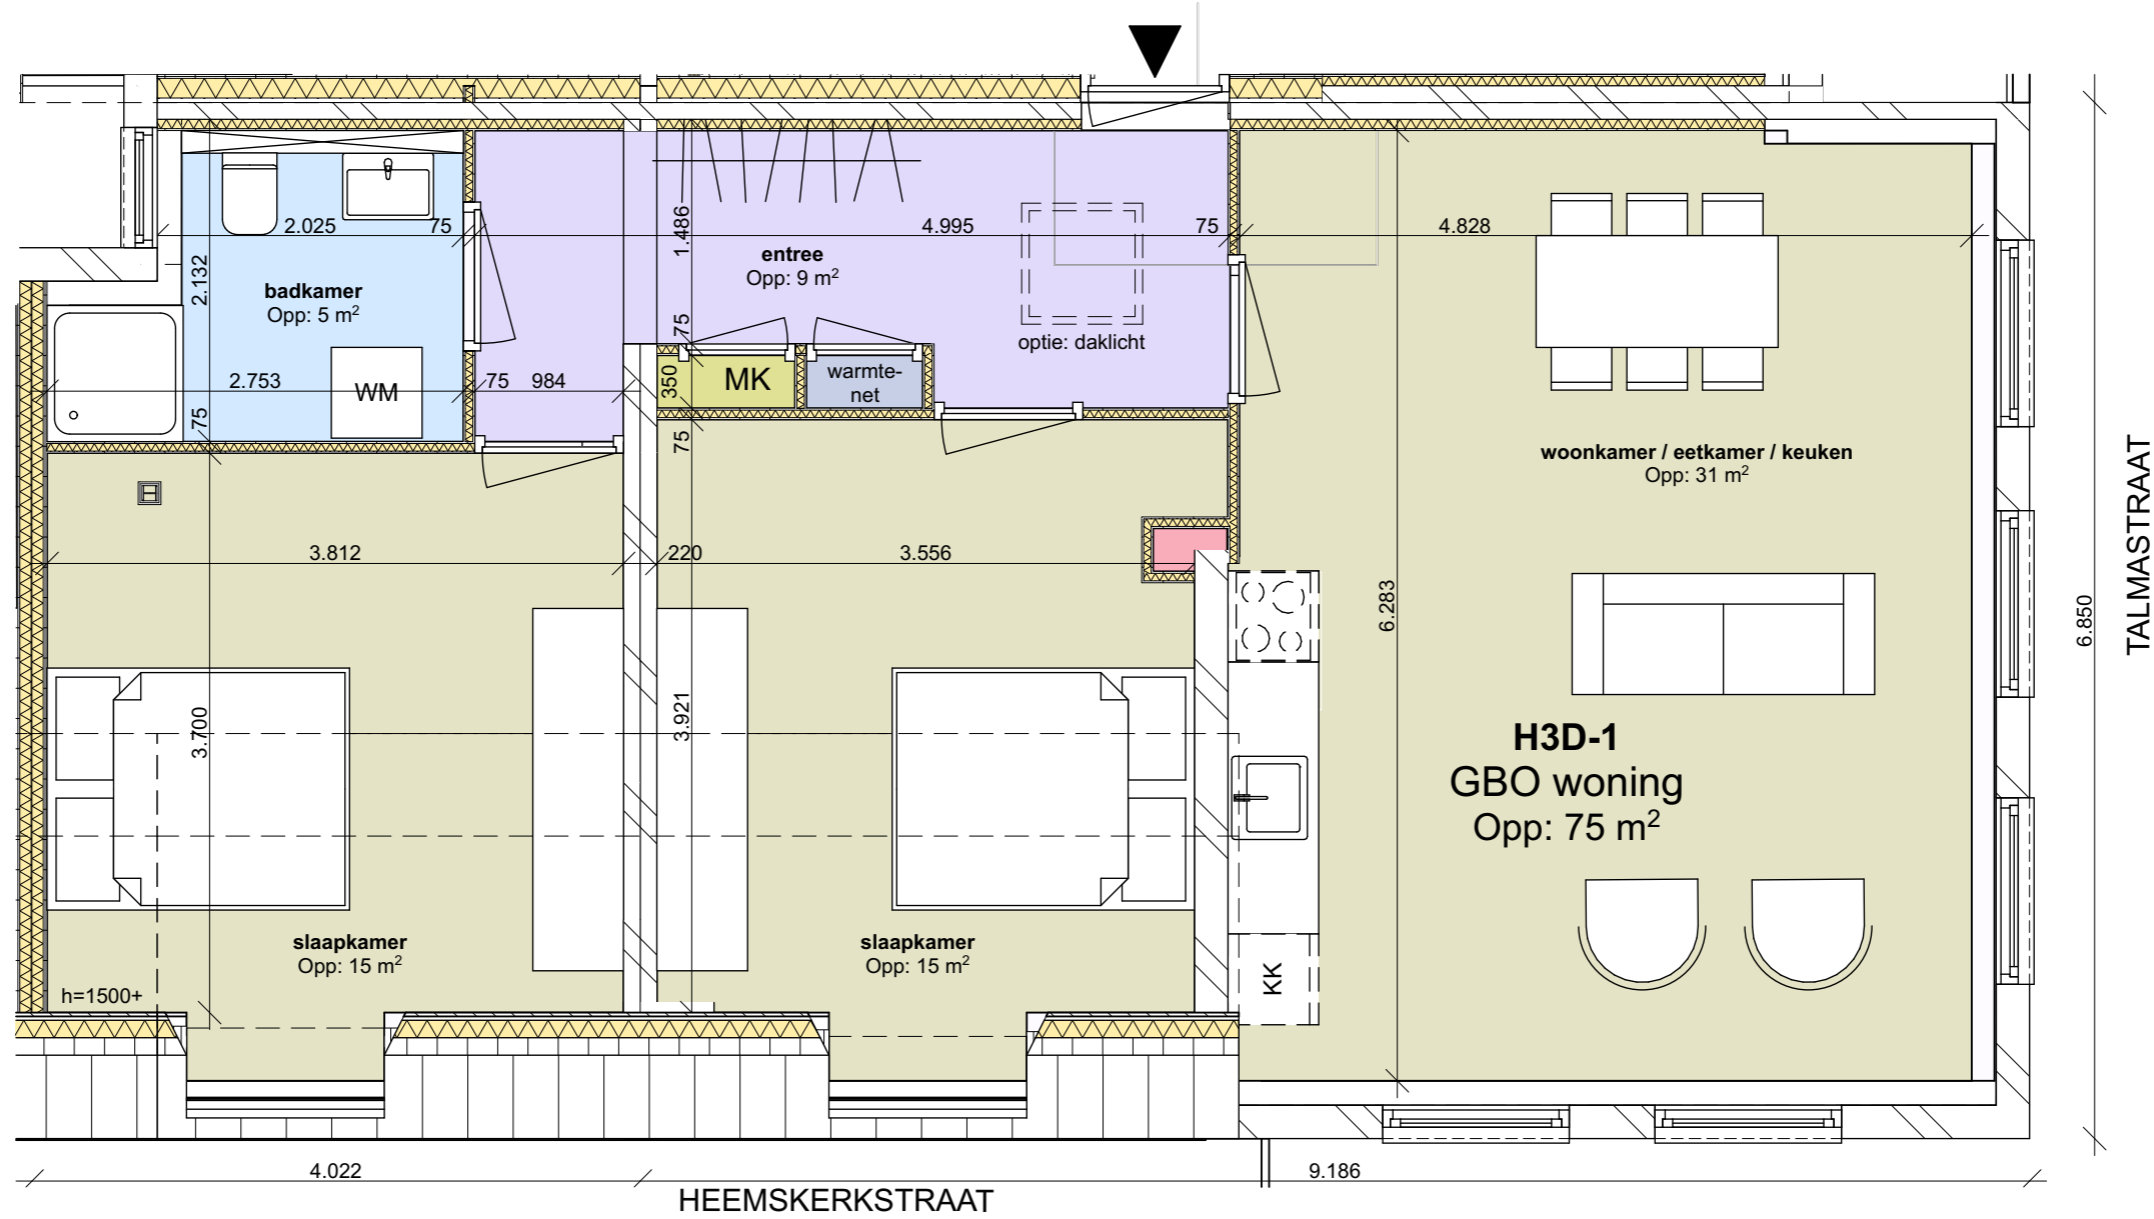 2.025
75
4.995
75
4.828
1.486
entree
Opp: 9 m²
2.132
badkamer
Opp: 5 m²
75
optie: daklicht
2.753
WM
75
984
350
MK
warmte-
net
75
75
woonkamer / eetkamer / keuken
Opp: 31 m²
TALMASTRAAT
3.812
220
3.556
6.283
6.850
3.700
3.921
H3D-1
GBO woning
Opp: 75 m²
slaapkamer
Opp: 15 m²
slaapkamer
Opp: 15 m²
KK
h=1500+
4.022
9.186
HEEMSKERKSTRAAT